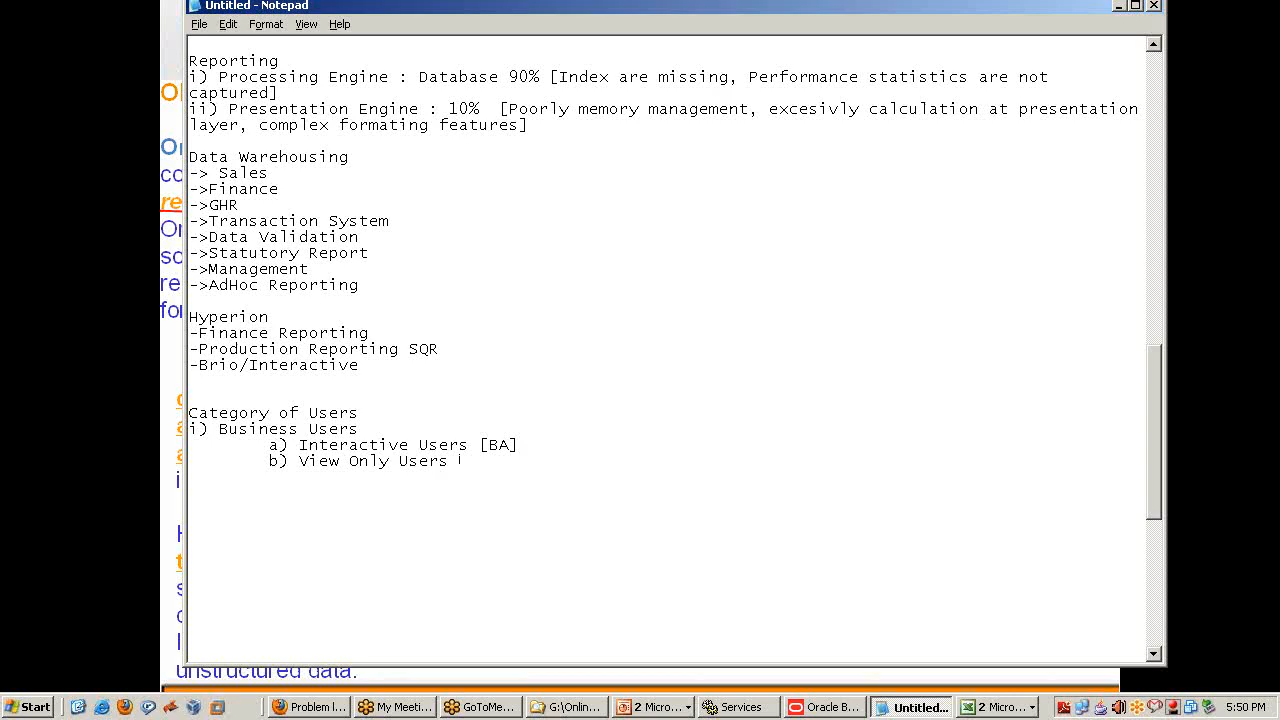 Untitled - Notepad
File Edit Format View Help
Reporting
i) Processing Engine : Database 90% [Index are missing, Performance statistics are not
captured]
ii) Presentation Engine : 10%  [Poorly memory management, excesivly calculation at presentation
layer, complex formating features]
Data Warehousing
-> Sales
->Finance
->GHR
->Transaction System
->Data Validation
->Statutory Report
->Management
->AdHoc Reporting
Hyperion
-Finance Reporting
-Production Reporting SQR
-Brio/Interactive
Category of Users
i) Business Users
a) Interactive Users [BA]
b) View Only Users
unstructured data.
Start Problem l... My Meeti... GoToMe... G:\Onlin... 2 Micro... Services Oracle B... Untitled... 2 Micro... 5:50 PM